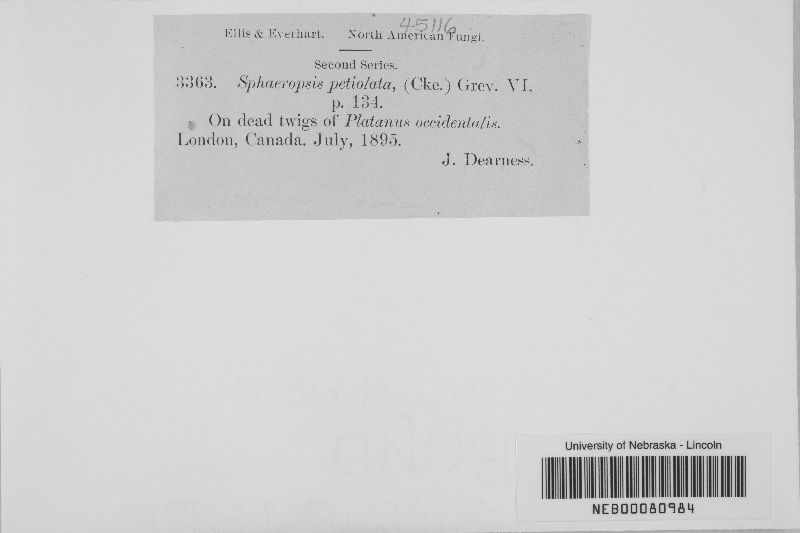 45116
Ellis & Everhart. North American Fungi.
Second Series.
3363. Sphaeropsis petiolata, (Cke.) Grev. VI.
p. 134.
On dead twigs of Platanus occidentalis.
London, Canada. July, 1895.
J. Dearness.
University of Nebraska - Lincoln
NEB00080984